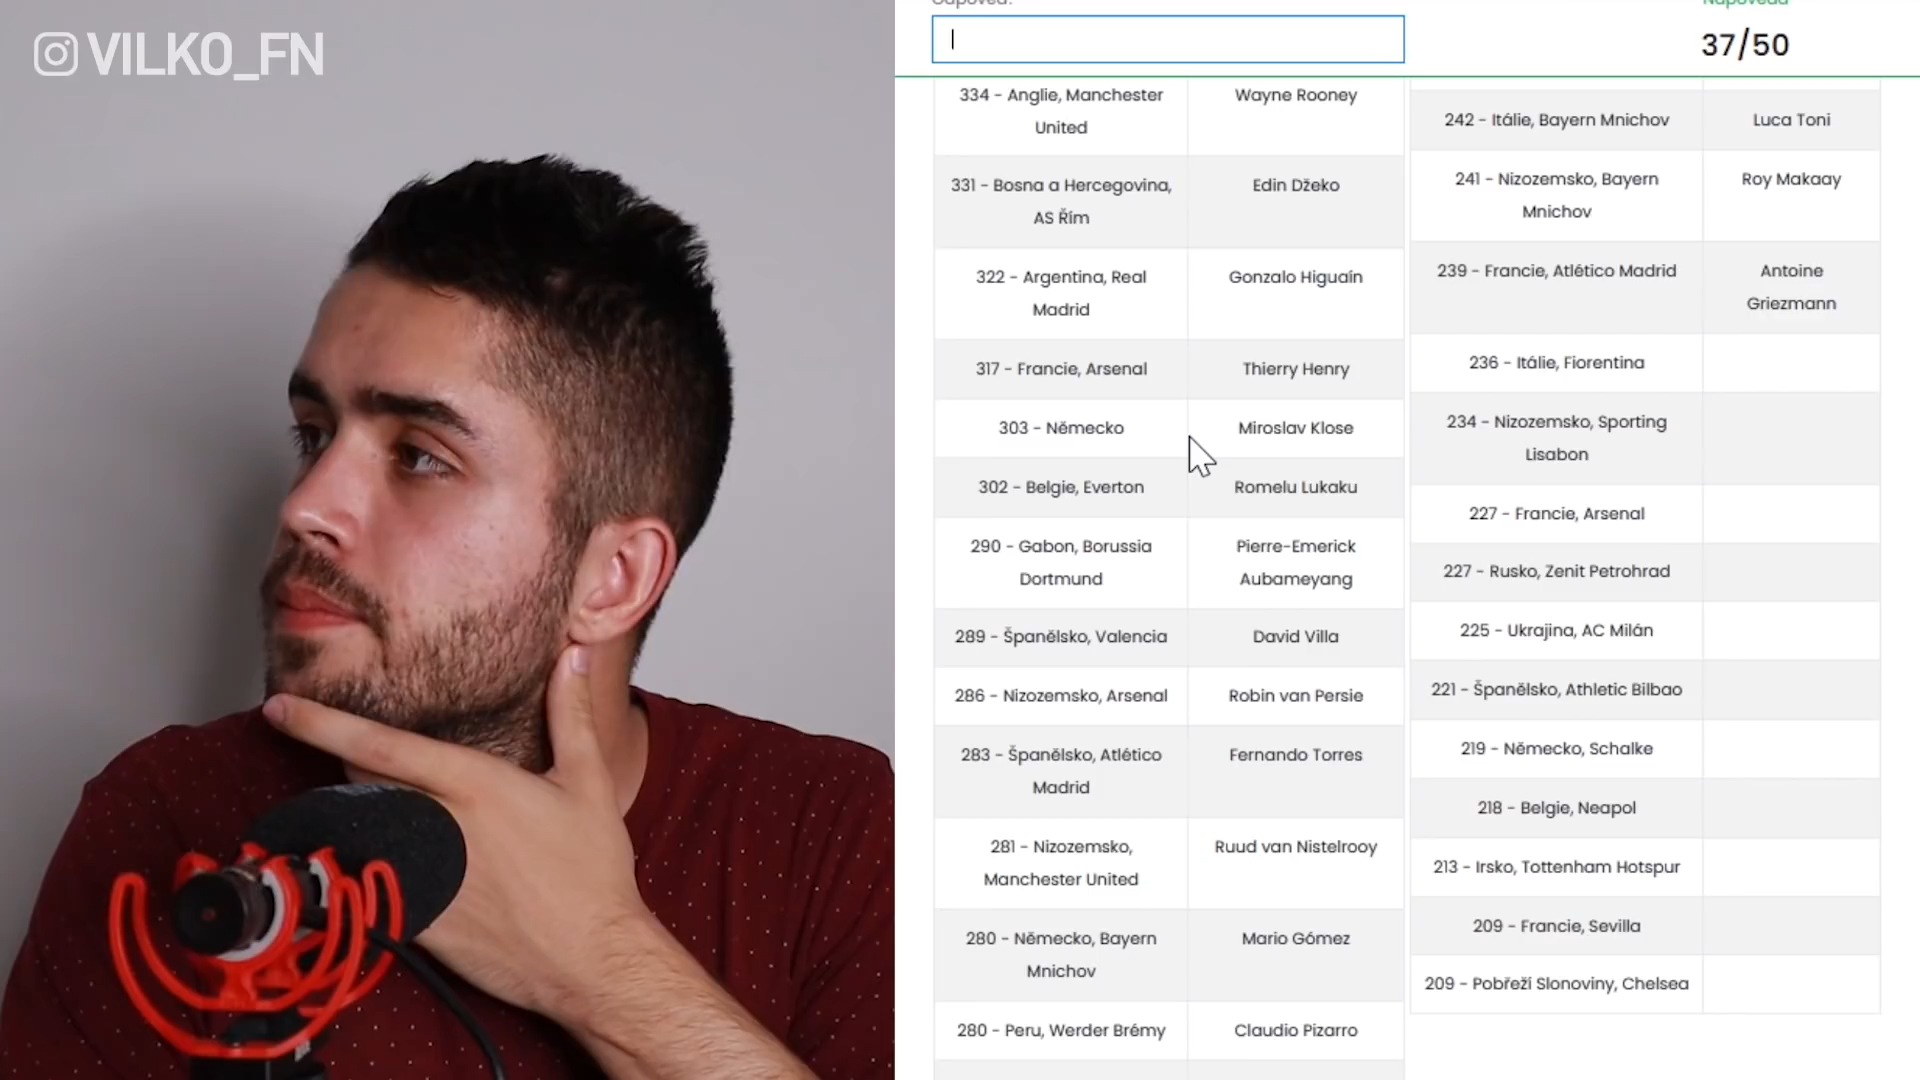 VILKO_FN
Odpověď:
Nápověda
37/50
334 - Anglie, Manchester
United
Wayne Rooney
331 - Bosna a Hercegovina,
AS Řím
Edin Džeko
322 - Argentina, Real
Madrid
Gonzalo Higuaín
317 - Francie, Arsenal
Thierry Henry
303 - Německo
Miroslav Klose
302 - Belgie, Everton
Romelu Lukaku
290 - Gabon, Borussia
Dortmund
Pierre-Emerick
Aubameyang
289 - Španělsko, Valencia
David Villa
286 - Nizozemsko, Arsenal
Robin van Persie
283 - Španělsko, Atlético
Madrid
Fernando Torres
281 - Nizozemsko,
Manchester United
Ruud van Nistelrooy
280 - Německo, Bayern
Mnichov
Mario Gómez
280 - Peru, Werder Brémy
Claudio Pizarro
242 - Itálie, Bayern Mnichov
Luca Toni
241 - Nizozemsko, Bayern
Mnichov
Roy Makaay
239 - Francie, Atlético Madrid
Antoine
Griezmann
236 - Itálie, Fiorentina
234 - Nizozemsko, Sporting
Lisabon
227 - Francie, Arsenal
227 - Rusko, Zenit Petrohrad
225 - Ukrajina, AC Milán
221 - Španělsko, Athletic Bilbao
219 - Německo, Schalke
218 - Belgie, Neapol
213 - Irsko, Tottenham Hotspur
209 - Francie, Sevilla
209 - Pobřeží Slonoviny, Chelsea